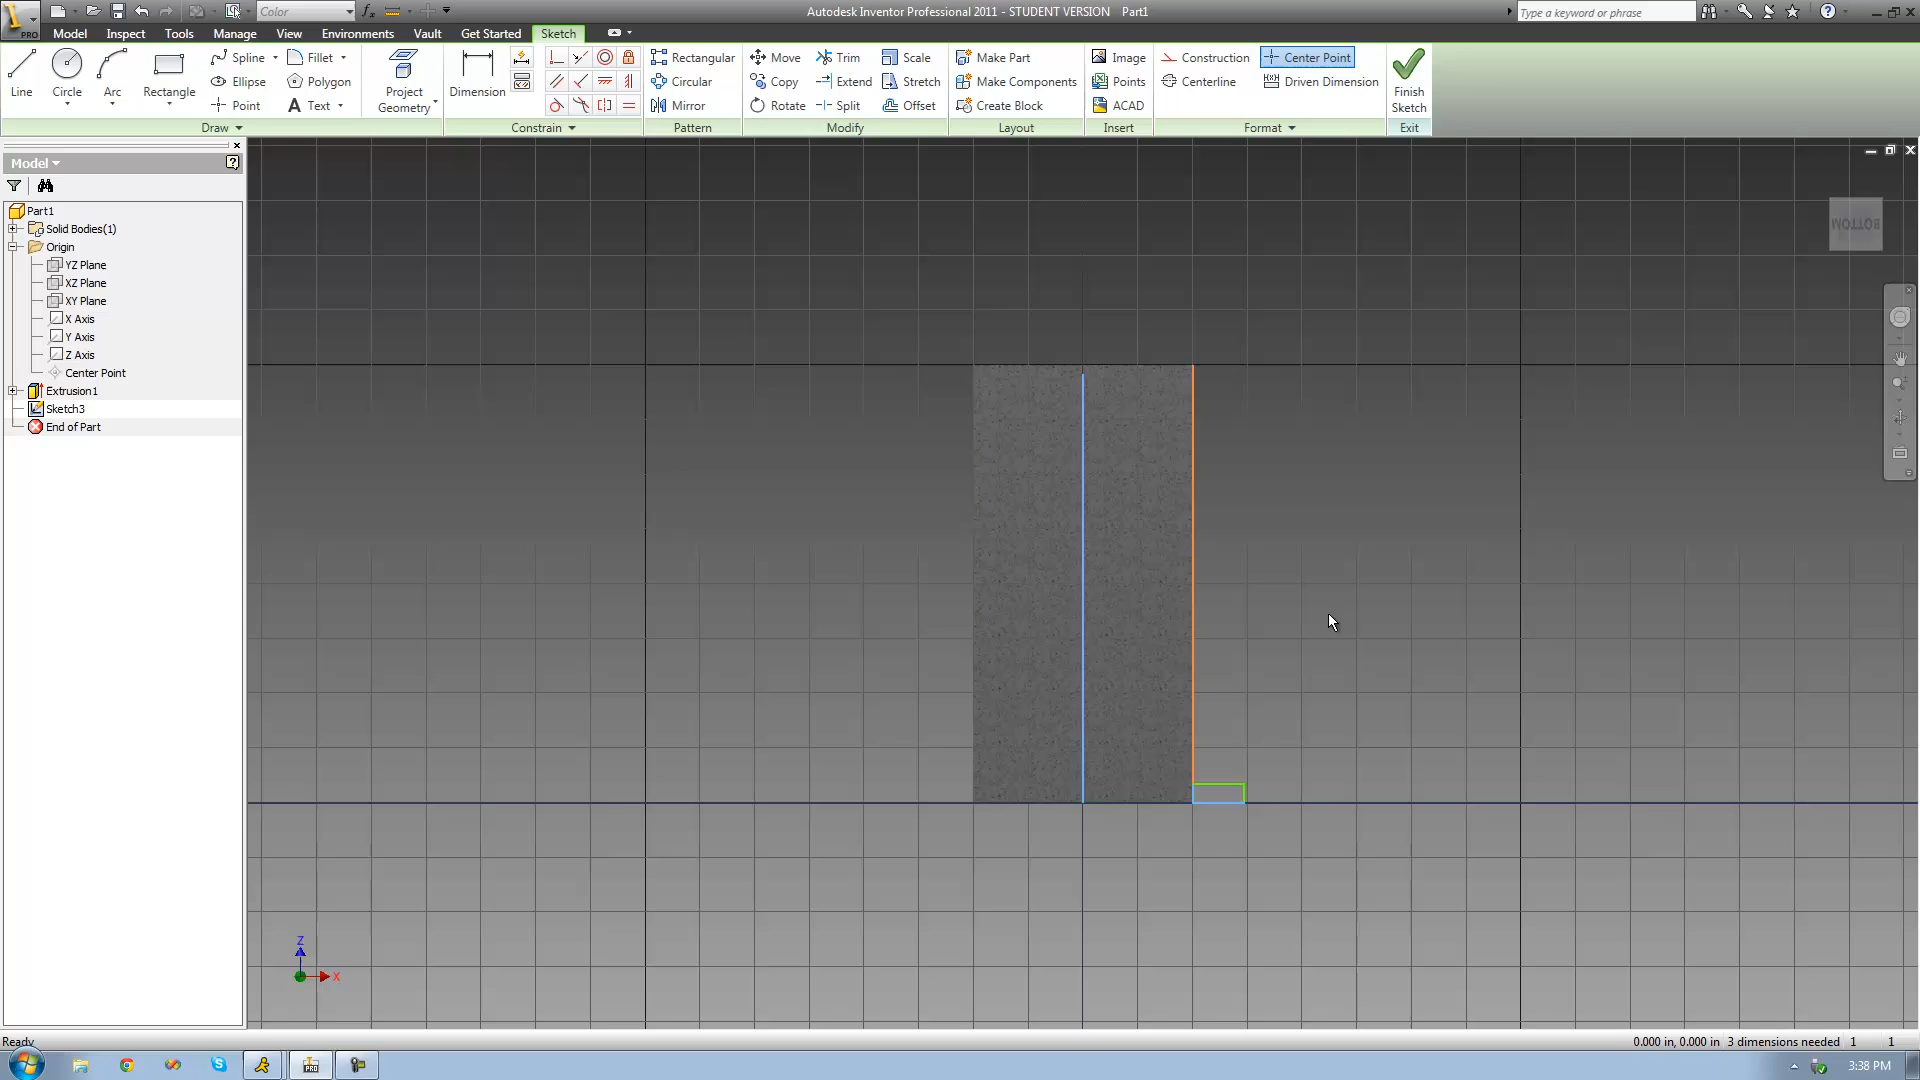 Color
Autodesk Inventor Professional 2011 - STUDENT VERSION Part1
Type a keyword or phrase
PRO
Model Inspect Tools Manage View Environments Vault Get Started Sketch
Line Circle Arc Rectangle
Spline Fillet
Ellipse Polygon
Point Text
Project Geometry
Dimension
Rectangular
Circular
Mirror
Move Trim Scale
Copy Extend Stretch
Rotate Split Offset
Make Part
Make Components
Create Block
Image
Points
ACAD
Construction Center Point
Centerline Driven Dimension
Finish Sketch
Draw Constrain Pattern Modify Layout Insert Format Exit
Model
Part1
Solid Bodies(1)
Origin
YZ Plane
XZ Plane
XY Plane
X Axis
Y Axis
Z Axis
Center Point
Extrusion1
Sketch3
End of Part
BOTTOM
Z
X
Ready
0.000 in, 0.000 in 3 dimensions needed 1 1
PRO
3:38 PM